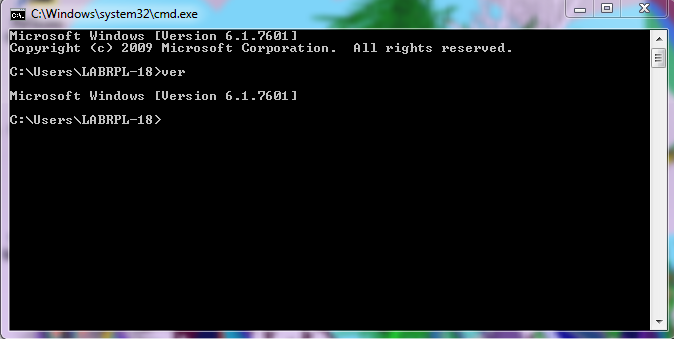 C:\Windows\system32\cmd.exe
Microsoft Windows [Version 6.1.7601]
Copyright (c) 2009 Microsoft Corporation.  All rights reserved.
C:\Users\LABRPL-18>ver
Microsoft Windows [Version 6.1.7601]
C:\Users\LABRPL-18>